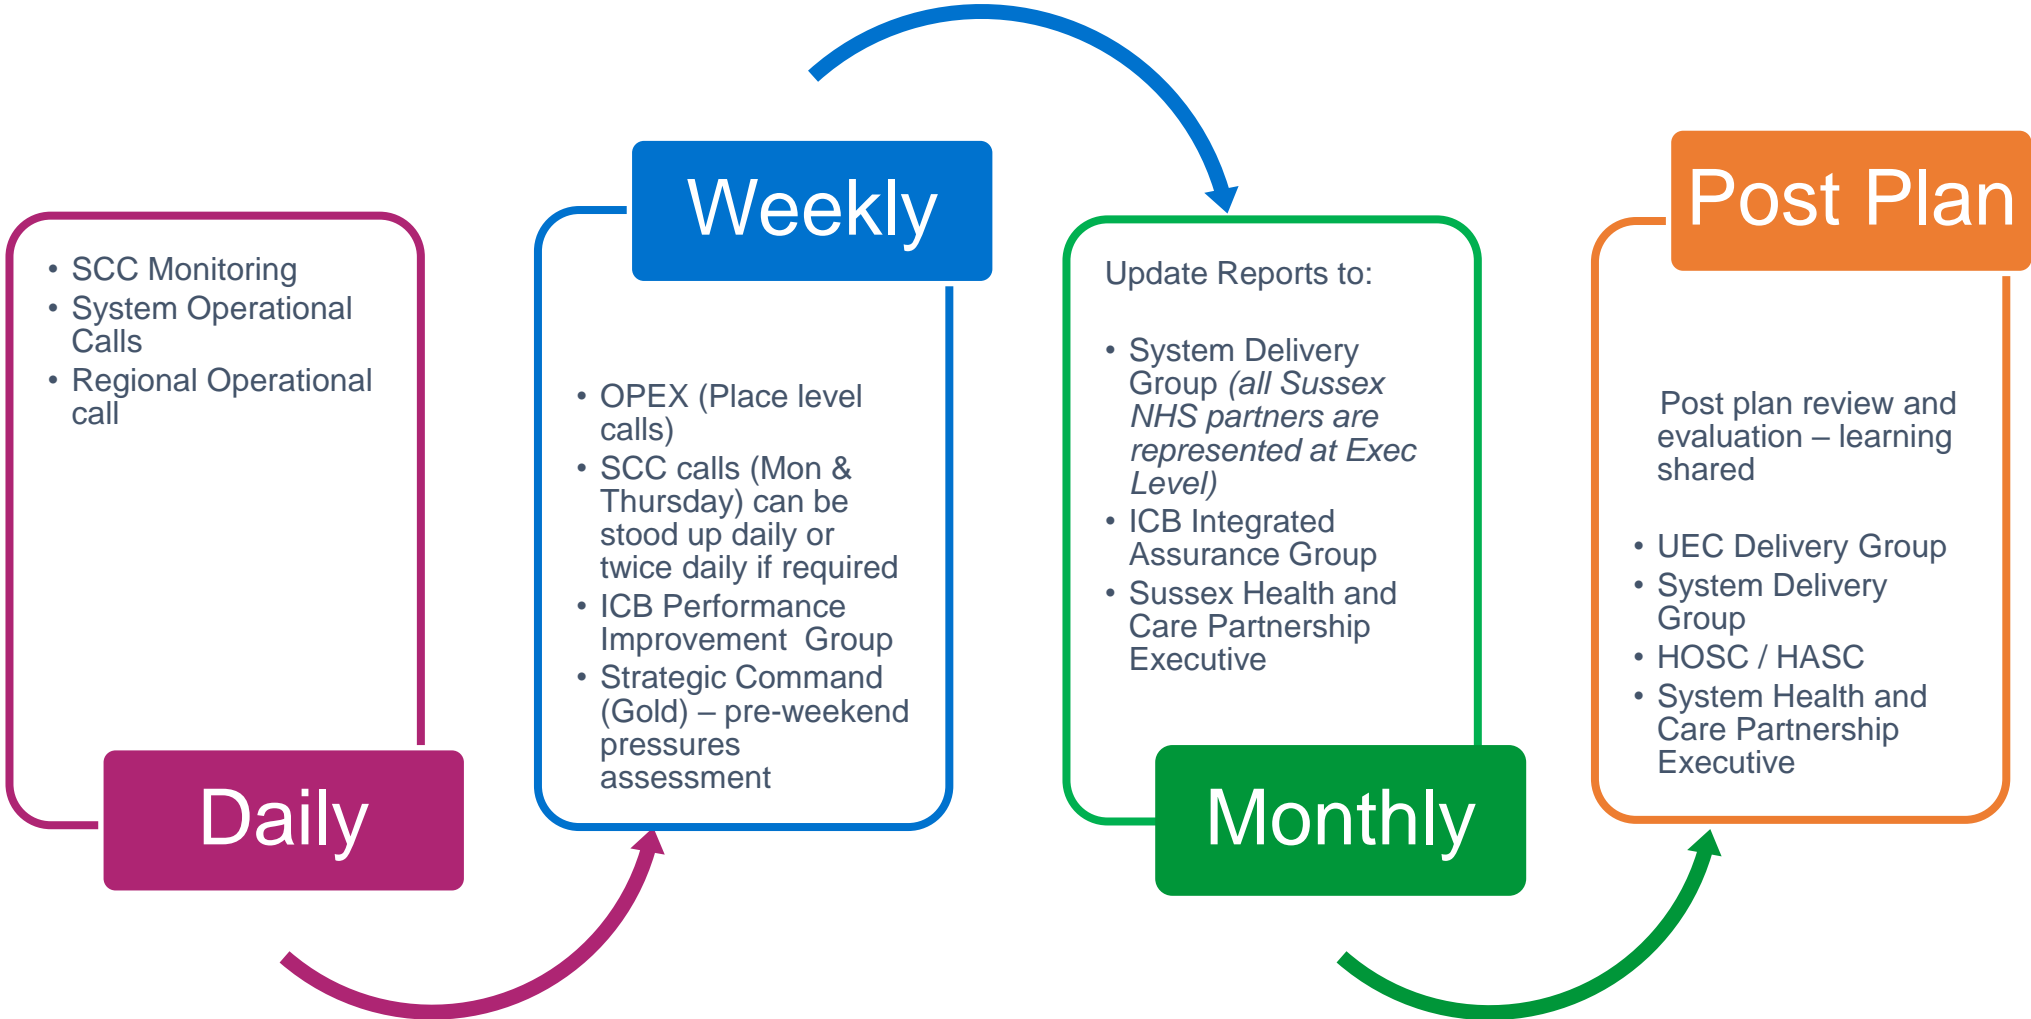 • SCC Monitoring
• System Operational
Calls
• Regional Operational
call
Daily
Weekly
• OPEX (Place level
calls)
• SCC calls (Mon &
Thursday) can be
stood up daily or
twice daily if required
• ICB Performance
Improvement  Group
• Strategic Command
(Gold) – pre-weekend
pressures
assessment
Update Reports to:
• System Delivery
Group (all Sussex
NHS partners are
represented at Exec
Level)
• ICB Integrated
Assurance Group
• Sussex Health and
Care Partnership
Executive
Monthly
Post Plan
Post plan review and
evaluation – learning
shared
• UEC Delivery Group
• System Delivery
Group
• HOSC / HASC
• System Health and
Care Partnership
Executive